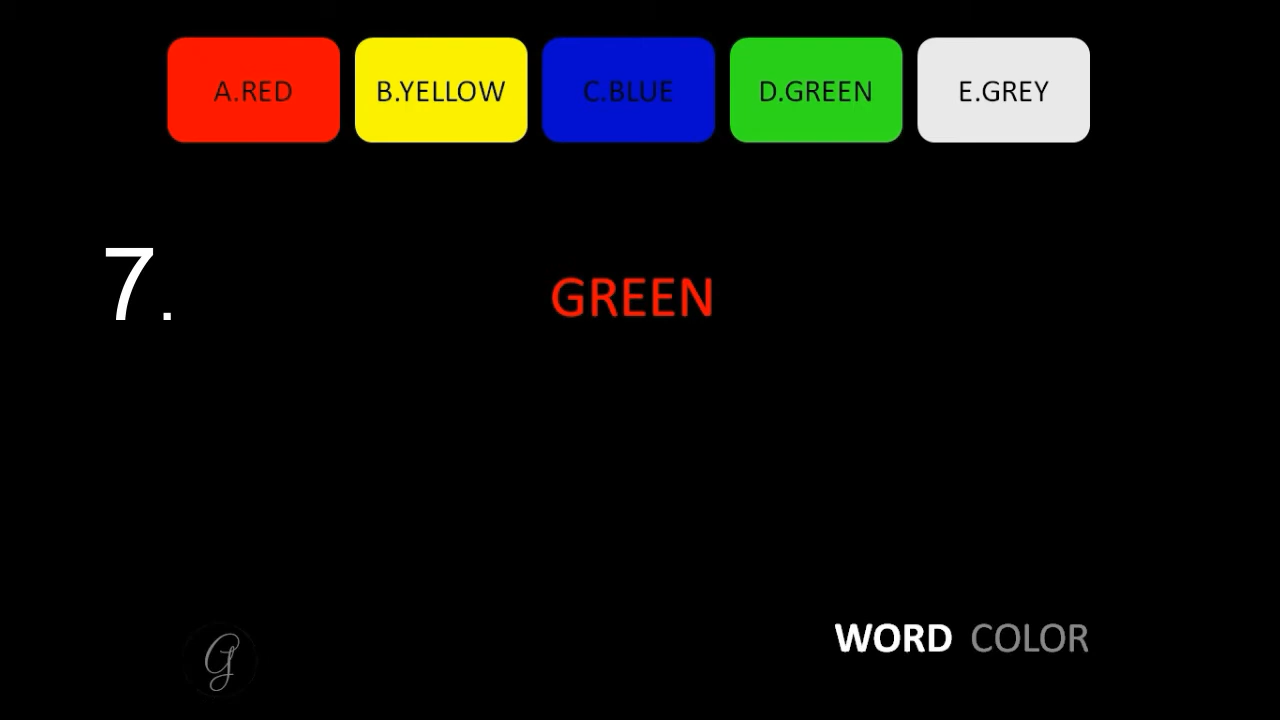 A.RED B.YELLOW C.BLUE D.GREEN E.GREY
7. GREEN
WORD COLOR
G